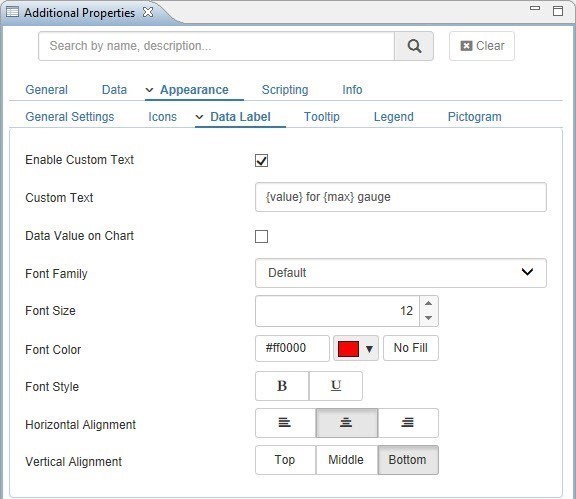 Additional Properties
Search by name, description...
Clear
General Data Appearance Scripting Info
General Settings Icons Data Label Tooltip Legend Pictogram
Enable Custom Text
Custom Text {value} for {max} gauge
Data Value on Chart
Font Family Default
Font Size 12
Font Color #ff0000 No Fill
Font Style B U
Horizontal Alignment
Vertical Alignment Top Middle Bottom